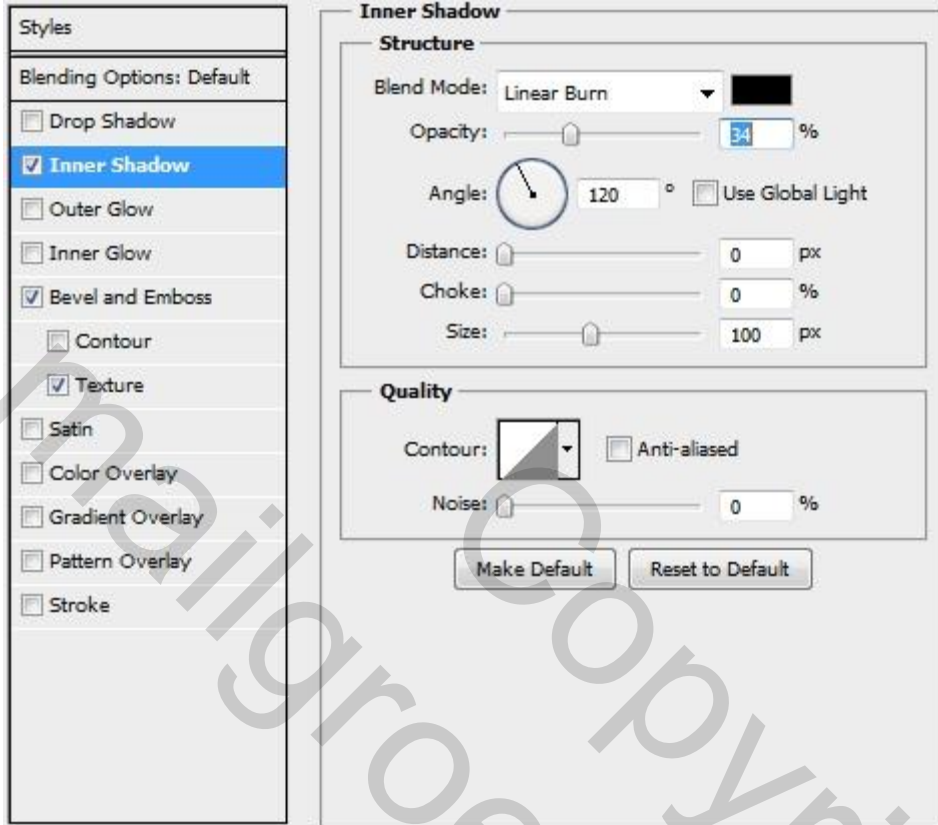 Styles
Blending Options: Default
Drop Shadow
Inner Shadow
Outer Glow
Inner Glow
Bevel and Emboss
Contour
Texture
Satin
Color Overlay
Gradient Overlay
Pattern Overlay
Stroke
Inner Shadow
Structure
Blend Mode: Linear Burn
Opacity: 34 %
Angle: 120 ° Use Global Light
Distance: 0 px
Choke: 0 %
Size: 100 px
Quality
Contour: Anti-aliased
Noise: 0 %
Make Default Reset to Default